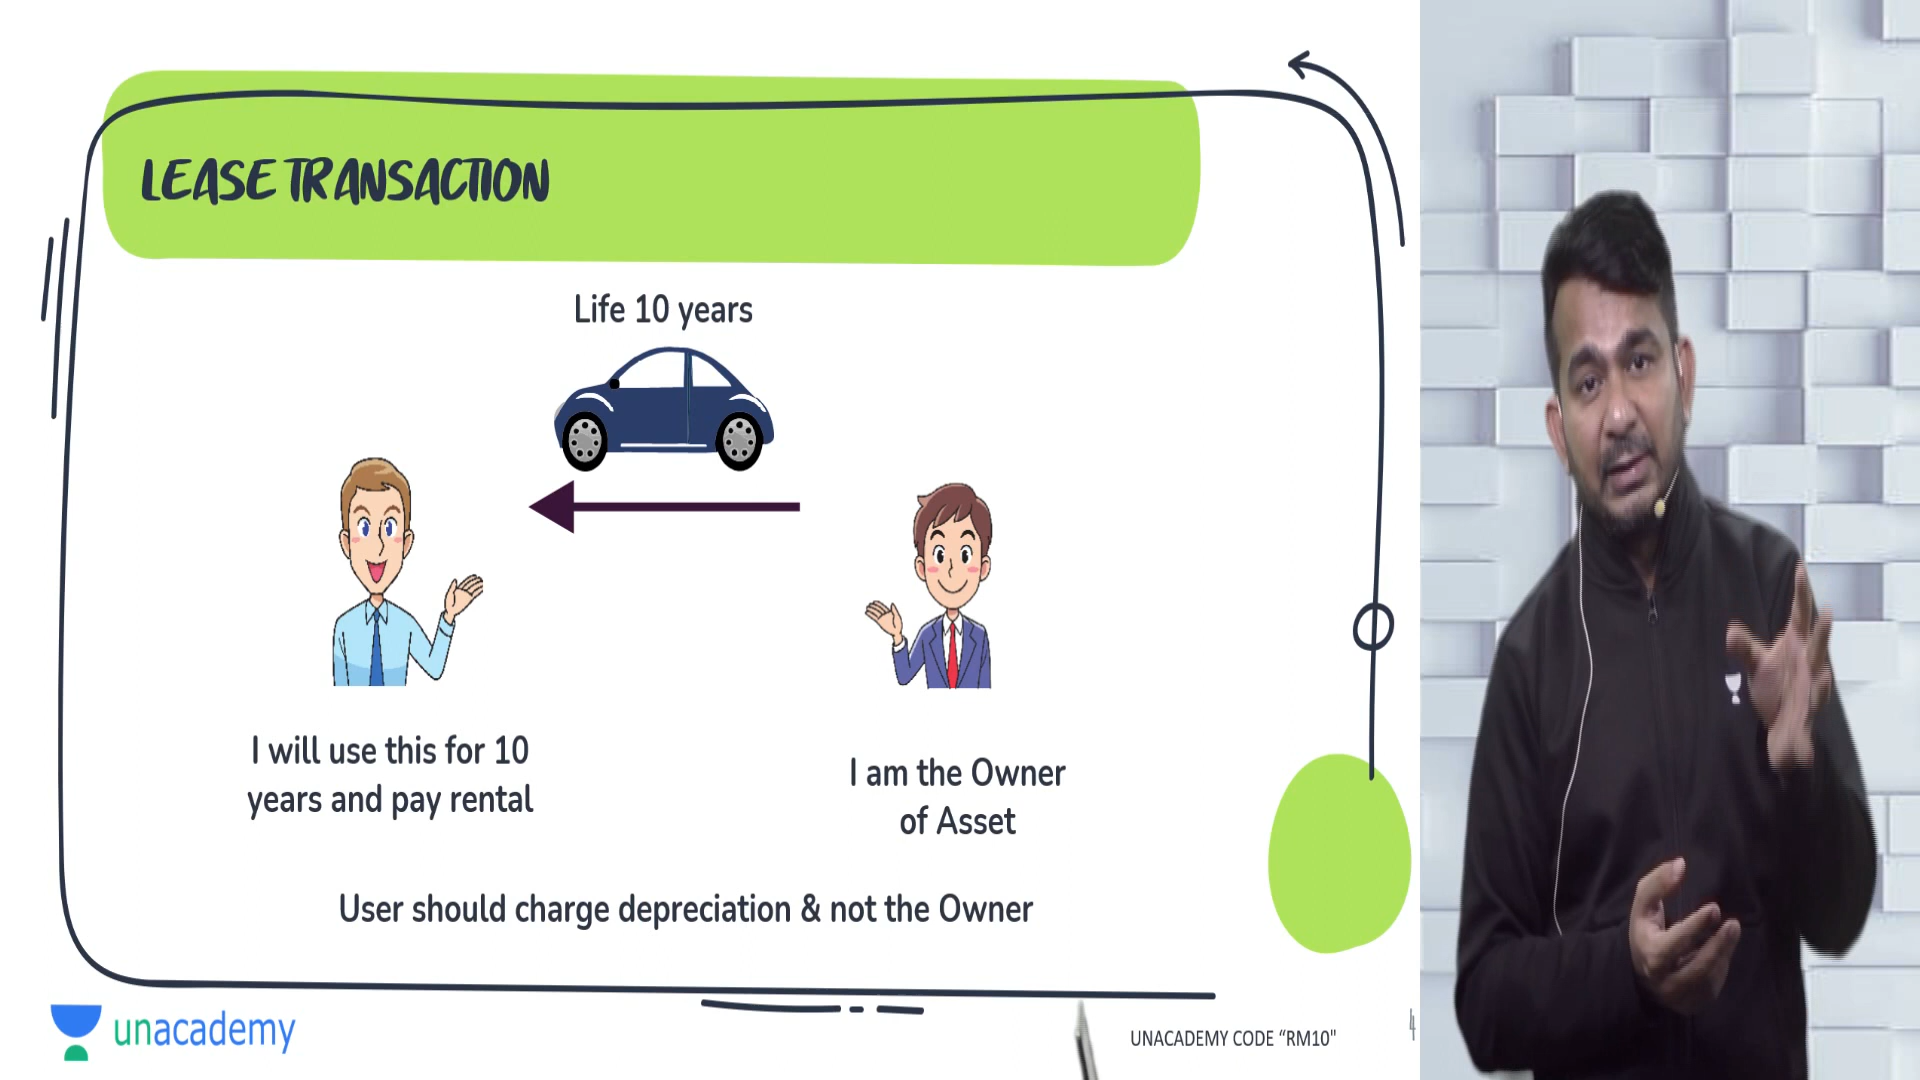 LEASE TRANSACTION
Life 10 years
I will use this for 10
years and pay rental
I am the Owner
of Asset
User should charge depreciation & not the Owner
unacademy
UNACADEMY CODE “RM10"
4